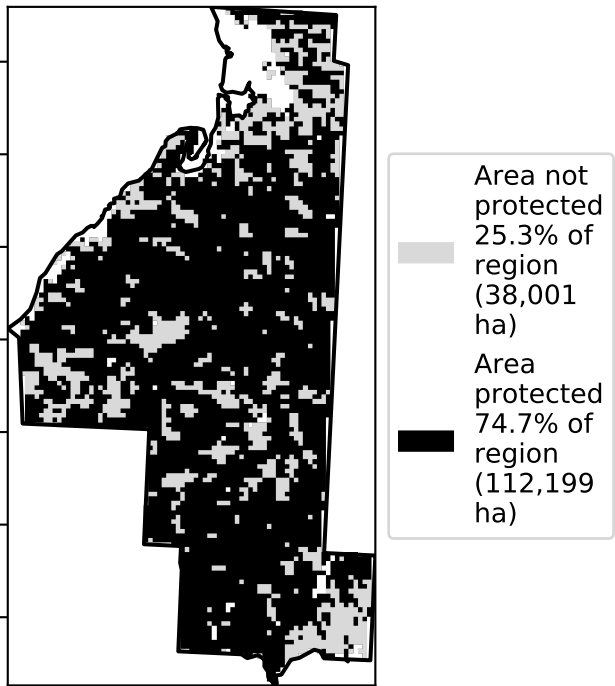 Area not
protected
25.3% of
region
(38,001
ha)
Area
protected
74.7% of
region
(112,199
ha)